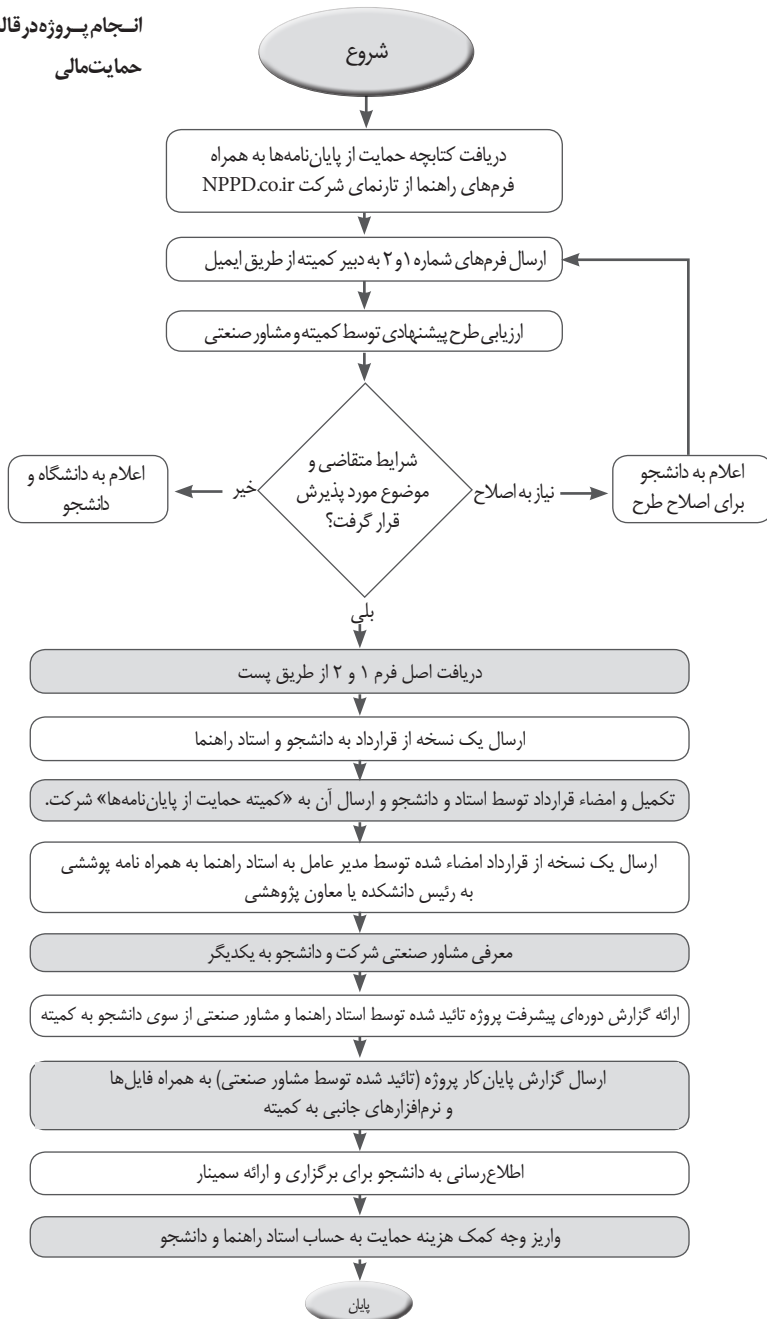 انـجام پـروژه در قال
حمایت مالی
شروع
دریافت کتابچه حمایت از پایان‌نامه‌ها به همراه
فرم‌های راهنما از تارنمای شرکت NPPD.co.ir
ارسال فرم‌های شماره ۱ و ۲ به دبیر کمیته از طریق ایمیل
ارزیابی طرح پیشنهادی توسط کمیته و مشاور صنعتی
شرایط متقاضی و
موضوع مورد پذیرش
قرار گرفت؟
نیاز به اصلاح
اعلام به دانشجو
برای اصلاح طرح
خیر
اعلام به دانشگاه و
دانشجو
بلی
دریافت اصل فرم ۱ و ۲ از طریق پست
ارسال یک نسخه از قرارداد به دانشجو و استاد راهنما
تکمیل و امضاء قرارداد توسط استاد و دانشجو و ارسال آن به «کمیته حمایت از پایان‌نامه‌ها» شرکت.
ارسال یک نسخه از قرارداد امضاء شده توسط مدیر عامل به استاد راهنما به همراه نامه پوششی
به رئیس دانشکده یا معاون پژوهشی
معرفی مشاور صنعتی شرکت و دانشجو به یکدیگر
ارائه گزارش دوره‌ای پیشرفت پروژه تائید شده توسط استاد راهنما و مشاور صنعتی از سوی دانشجو به کمیته
ارسال گزارش پایان کار پروژه (تائید شده توسط مشاور صنعتی) به همراه فایل‌ها
و نرم‌افزارهای جانبی به کمیته
اطلاع‌رسانی به دانشجو برای برگزاری و ارائه سمینار
واریز وجه کمک هزینه حمایت به حساب استاد راهنما و دانشجو
پایان